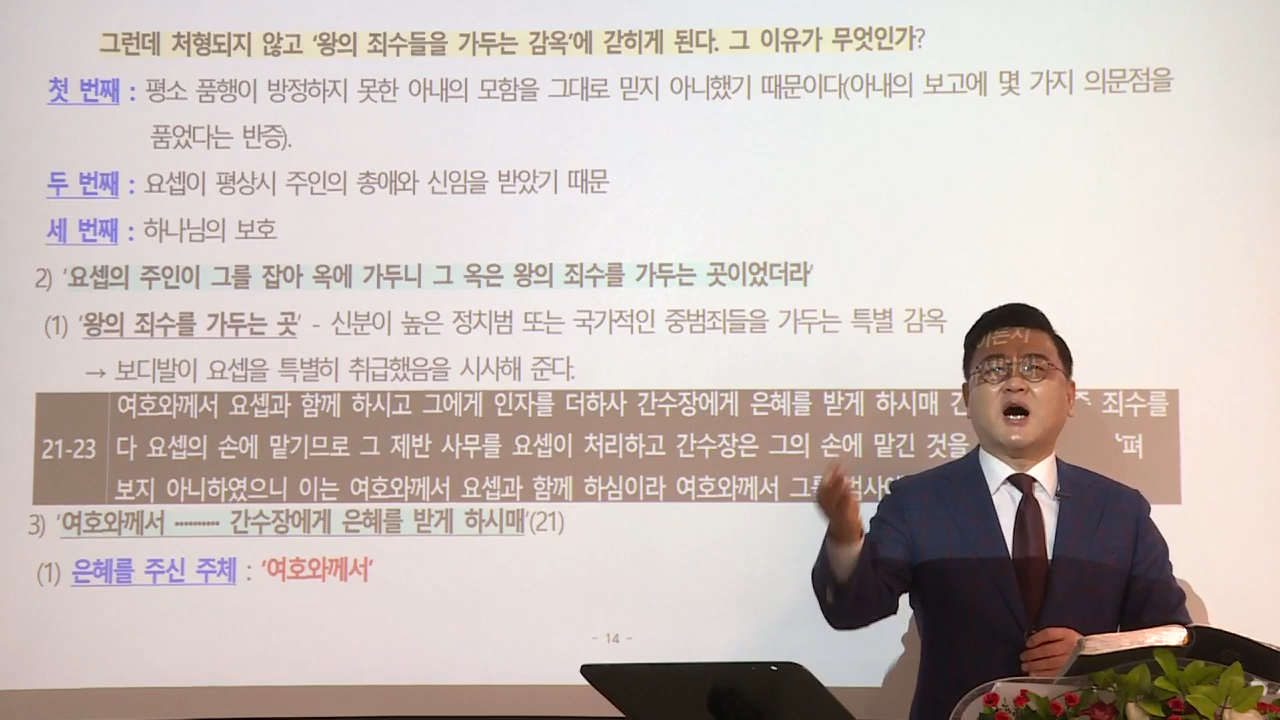 그런데 처형되지 않고 '왕의 죄수들을 가두는 감옥'에 갇히게 된다. 그 이유가 무엇인가?
첫 번째 : 평소 품행이 방정하지 못한 아내의 모함을 그대로 믿지 아니했기 때문이다(아내의 보고에 몇 가지 의문점을
품었다는 반증).
두 번째 : 요셉이 평상시 주인의 총애와 신임을 받았기 때문
세 번째 : 하나님의 보호
2) '요셉의 주인이 그를 잡아 옥에 가두니 그 옥은 왕의 죄수를 가두는 곳이었더라'
(1) '왕의 죄수를 가두는 곳' - 신분이 높은 정치범 또는 국가적인 중범죄들을 가두는 특별 감옥
→ 보디발이 요셉을 특별히 취급했음을 시사해 준다.
여호와께서 요셉과 함께 하시고 그에게 인자를 더하사 간수장에게 은혜를 받게 하시매 죄수를
21-23 다 요셉의 손에 맡기므로 그 제반 사무를 요셉이 처리하고 간수장은 그의 손에 맡긴 것을 펴
보지 아니하였으니 이는 여호와께서 요셉과 함께 하심이라 여호와께서
3) '여호와께서 ········· 간수장에게 은혜를 받게 하시매'(21)
(1) 은혜를 주신 주체 : '여호와께서'
- 14 -